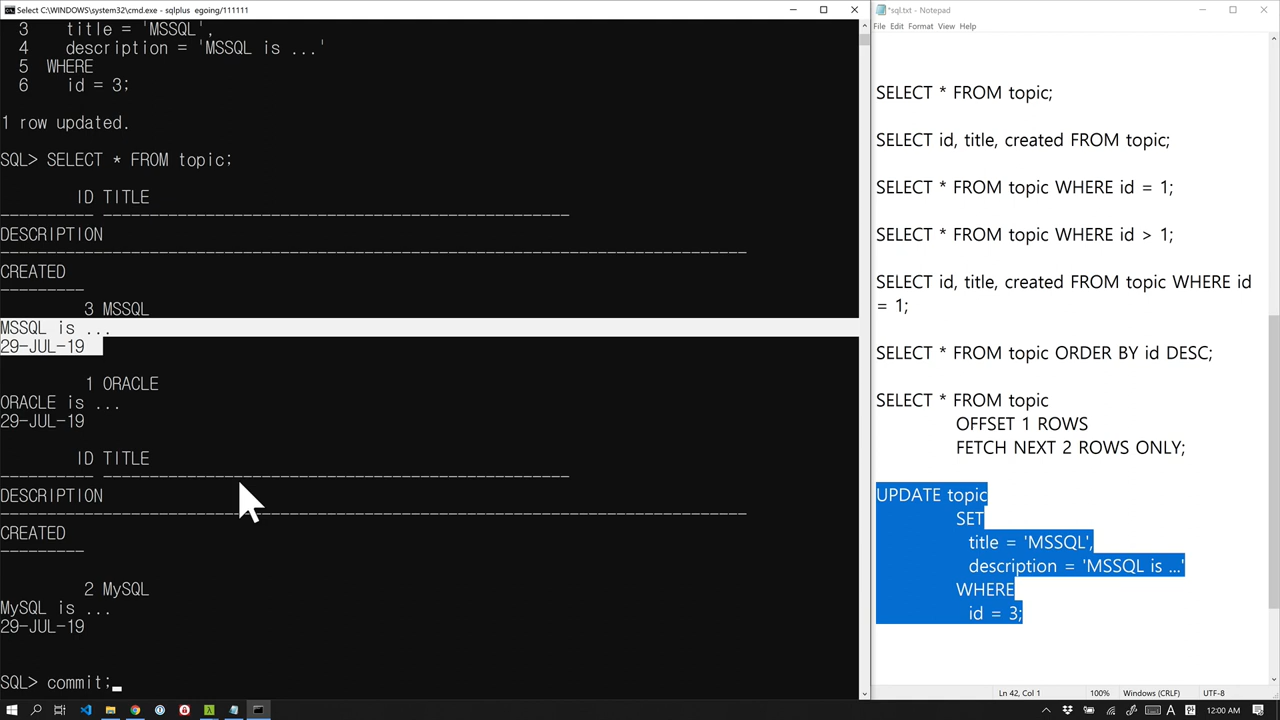 Select C:\WINDOWS\system32\cmd.exe - sqlplus egoing/111111
3 title = 'MSSQL',
4 description = 'MSSQL is ...'
5 WHERE
6 id = 3;
1 row updated.
SQL> SELECT * FROM topic;
ID TITLE
---------- --------------------------------------------------
DESCRIPTION
--------------------------------------------------------------------------------
CREATED
---------
3 MSSQL
MSSQL is ...
29-JUL-19
1 ORACLE
ORACLE is ...
29-JUL-19
ID TITLE
---------- --------------------------------------------------
DESCRIPTION
--------------------------------------------------------------------------------
CREATED
---------
2 MySQL
MySQL is ...
29-JUL-19
SQL> commit;
*sql.txt - Notepad
File Edit Format View Help
SELECT * FROM topic;
SELECT id, title, created FROM topic;
SELECT * FROM topic WHERE id = 1;
SELECT * FROM topic WHERE id > 1;
SELECT id, title, created FROM topic WHERE id
= 1;
SELECT * FROM topic ORDER BY id DESC;
SELECT * FROM topic
OFFSET 1 ROWS
FETCH NEXT 2 ROWS ONLY;
UPDATE topic
SET
title = 'MSSQL',
description = 'MSSQL is ...'
WHERE
id = 3;
Ln 42, Col 1 100% Windows (CRLF) UTF-8
A 12:00 AM